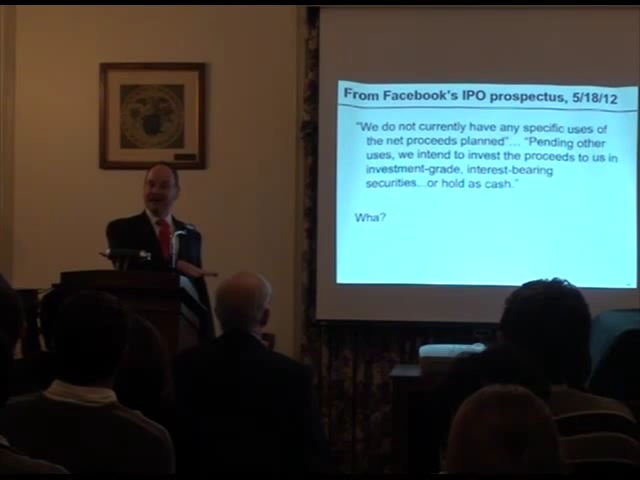 From Facebook's IPO prospectus, 5/18/12
"We do not currently have any specific uses of
the net proceeds planned"... "Pending other
uses, we intend to invest the proceeds to us in
investment-grade, interest-bearing
securities...or hold as cash."
Wha?